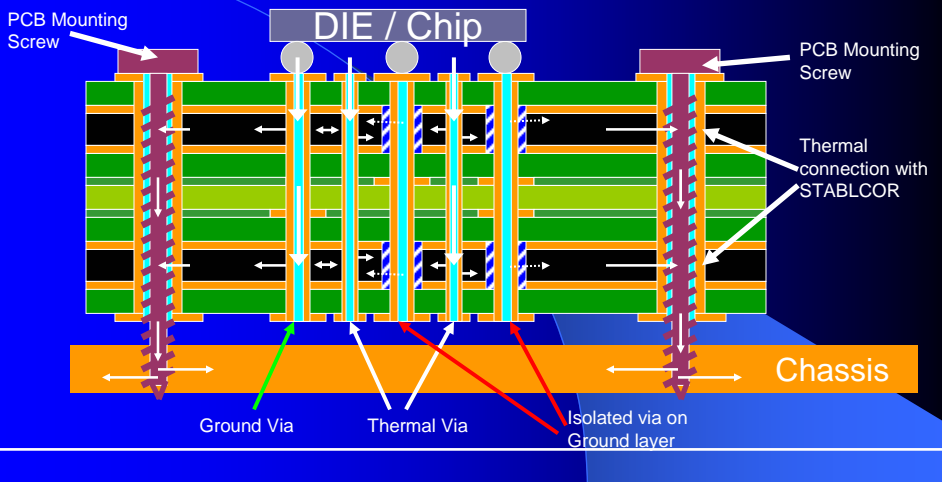 PCB Mounting
Screw
DIE / Chip
PCB Mounting
Screw
Thermal
connection with
STABLCOR
Chassis
Ground Via
Thermal Via
Isolated via on
Ground layer